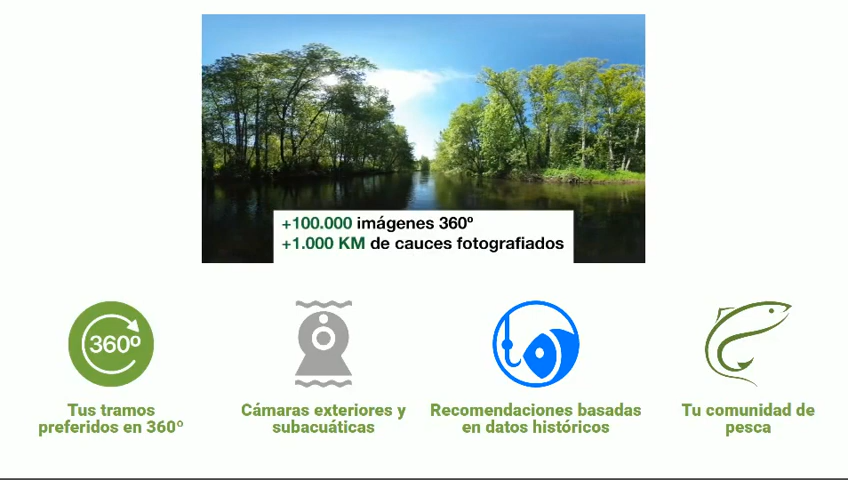 +100.000 imágenes 360º
+1.000 KM de cauces fotografiados
360º
Tus tramos
preferidos en 360º
Cámaras exteriores y
subacuáticas
Recomendaciones basadas
en datos históricos
Tu comunidad de
pesca